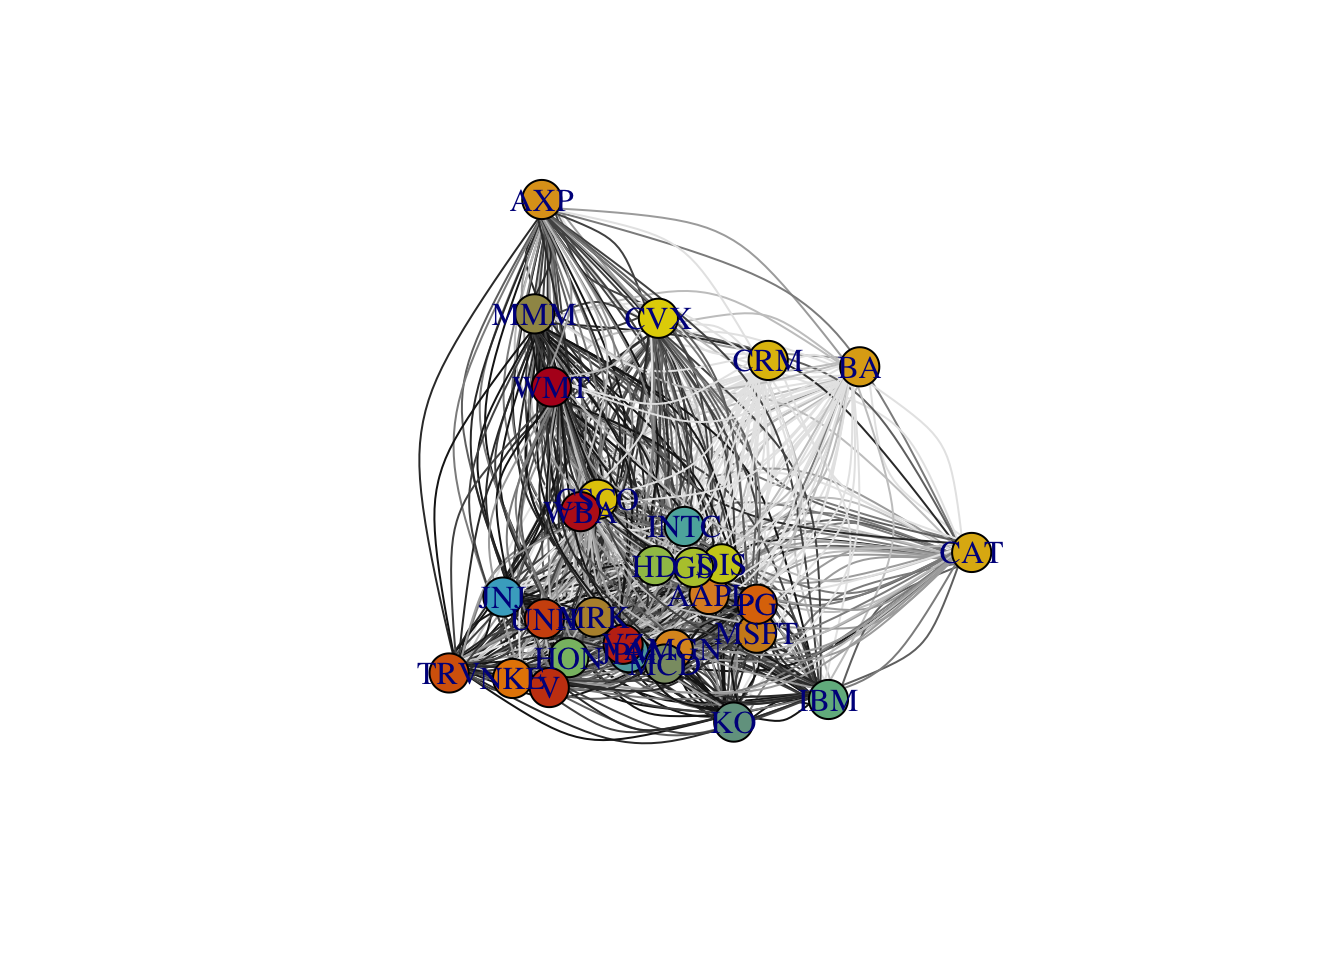 AXP
MMM
CVX
CRM
BA
WMT
CSCO
WBA
INTC
CAT
HD
GS
DIS
JNJ
AAPL
PG
UNH
MRK
MSFT
VZ
AMGN
HON
JPM
MCD
TRV
NKE
V
IBM
KO